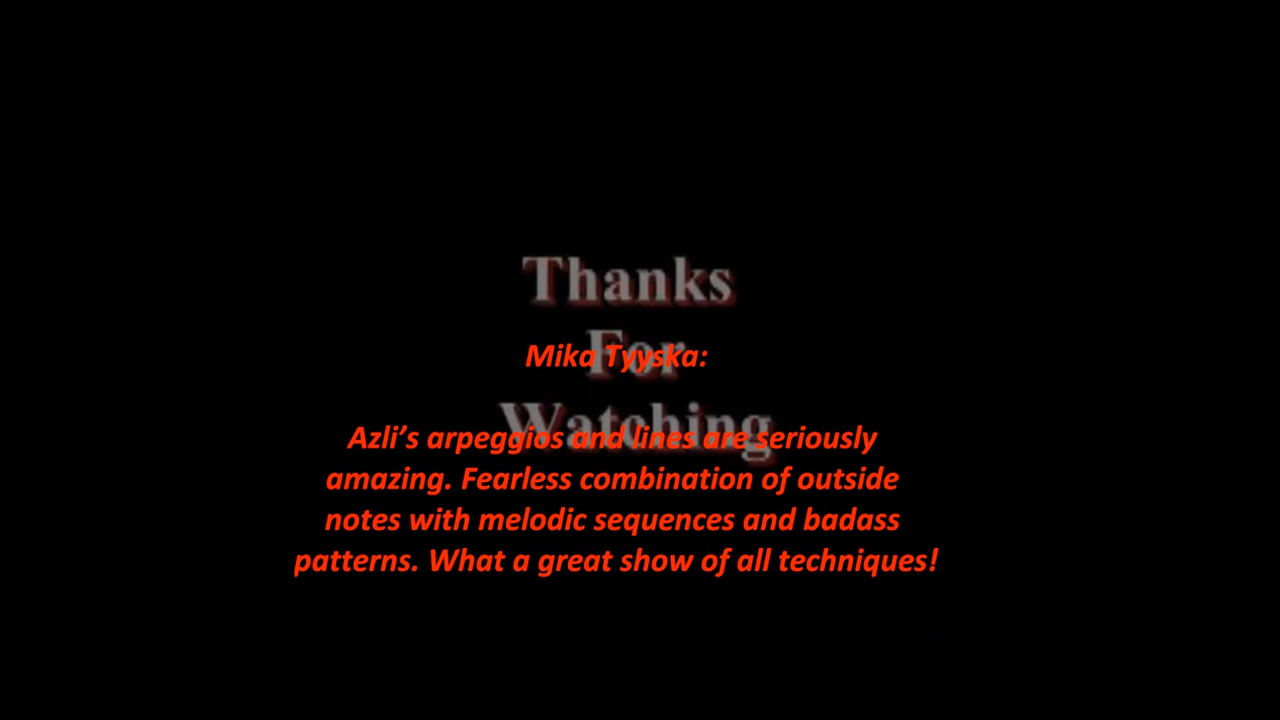 Thanks
For
Mika Tyyska:
Watching
Azli’s arpeggios and lines are seriously
amazing. Fearless combination of outside
notes with melodic sequences and badass
patterns. What a great show of all techniques!